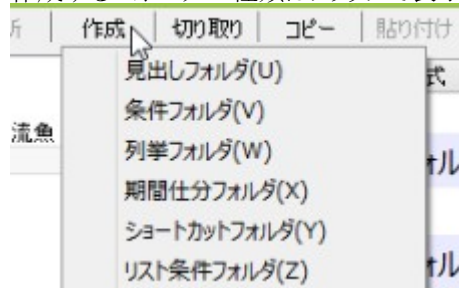 作成 切り取り コピー 貼り付け
見出しフォルダ(U)
式
条件フォルダ(V)
流魚
列挙フォルダ(W)
期間仕分フォルダ(X)
ショートカットフォルダ(Y)
リスト条件フォルダ(Z)